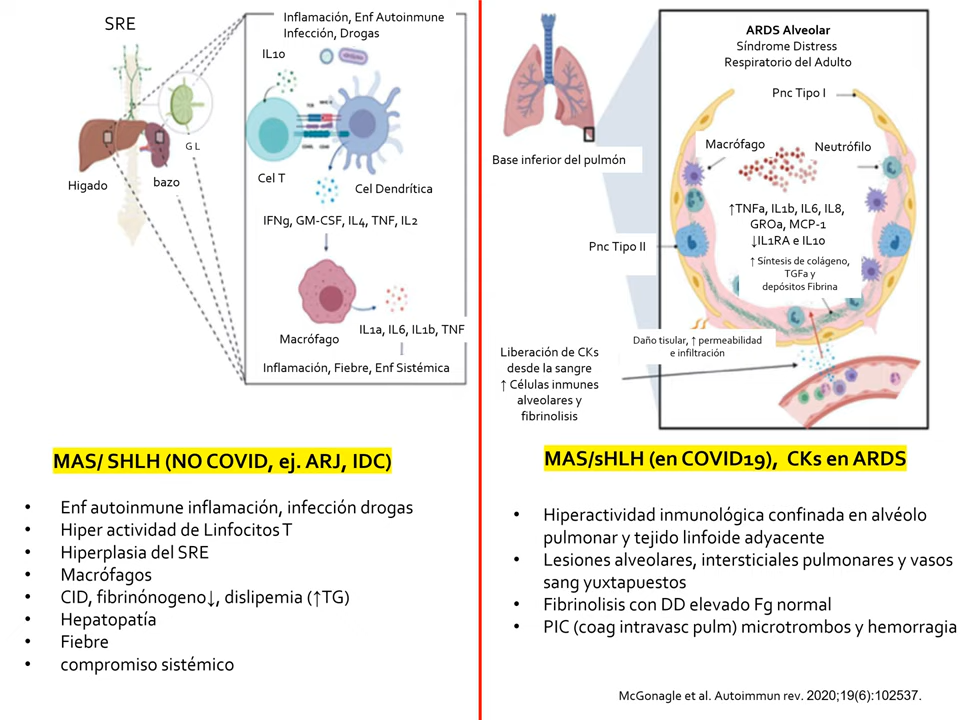 SRE
Inflamación, Enf Autoinmune
Infección, Drogas
IL10
G L
Higado
bazo
Cel T
Cel Dendrítica
IFNg, GM-CSF, IL4, TNF, IL2
Macrófago
IL1a, IL6, IL1b, TNF
Inflamación, Fiebre, Enf Sistémica
MAS/ SHLH (NO COVID, ej. ARJ, IDC)
• Enf autoinmune inflamación, infección drogas
• Hiper actividad de Linfocitos T
• Hiperplasia del SRE
• Macrófagos
• CID, fibrinónogeno↓, dislipemia (↑TG)
• Hepatopatía
• Fiebre
• compromiso sistémico
ARDS Alveolar
Síndrome Distress
Respiratorio del Adulto
Pnc Tipo I
Base inferior del pulmón
Macrófago
Neutrófilo
↑TNFa, IL1b, IL6, IL8,
GROa, MCP-1
↓IL1RA e IL10
Pnc Tipo II
↑ Síntesis de colágeno,
TGFa y
depósitos Fibrina
Daño tisular, ↑ permeabilidad
e infiltración
Liberación de CKs
desde la sangre
↑ Células inmunes
alveolares y
fibrinolisis
MAS/sHLH (en COVID19), CKs en ARDS
• Hiperactividad inmunológica confinada en alvéolo
pulmonar y tejido linfoide adyacente
• Lesiones alveolares, intersticiales pulmonares y vasos
sang yuxtapuestos
• Fibrinolisis con DD elevado Fg normal
• PIC (coag intravasc pulm) microtrombos y hemorragia
McGonagle et al. Autoimmun rev. 2020;19(6):102537.